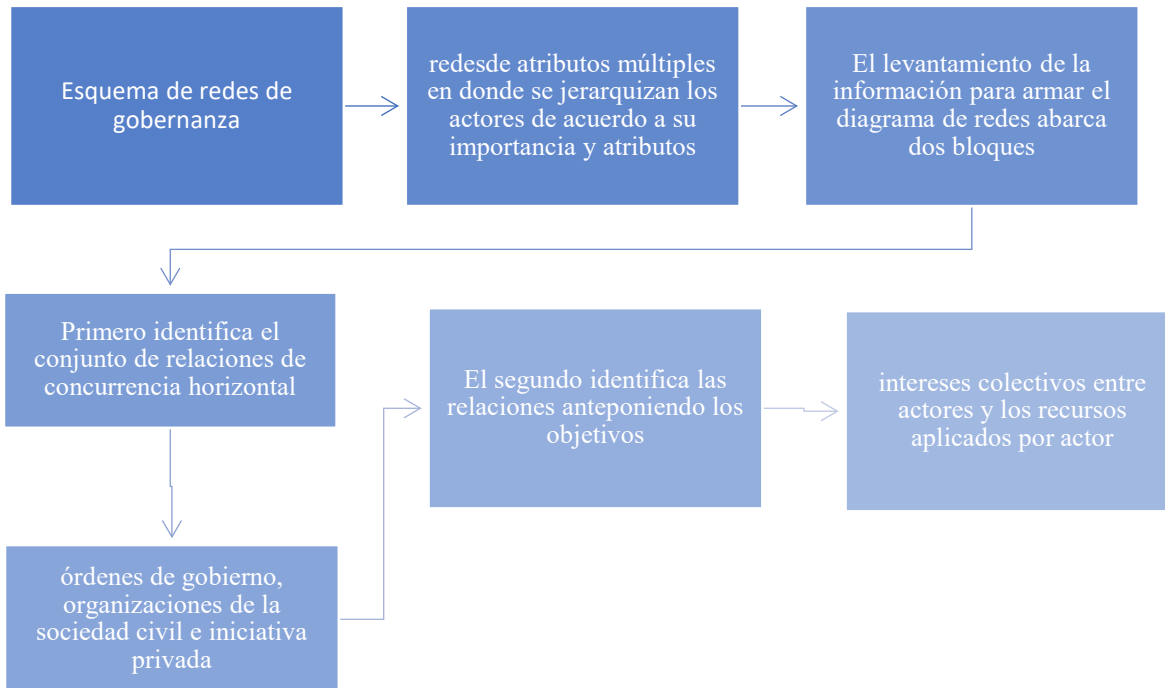 Esquema de redes de
gobernanza
redesde atributos múltiples
en donde se jerarquizan los
actores de acuerdo a su
importancia y atributos
El levantamiento de la
información para armar el
diagrama de redes abarca
dos bloques
Primero identifica el
conjunto de relaciones de
concurrencia horizontal
órdenes de gobierno,
organizaciones de la
sociedad civil e iniciativa
privada
El segundo identifica las
relaciones anteponiendo los
objetivos
intereses colectivos entre
actores y los recursos
aplicados por actor